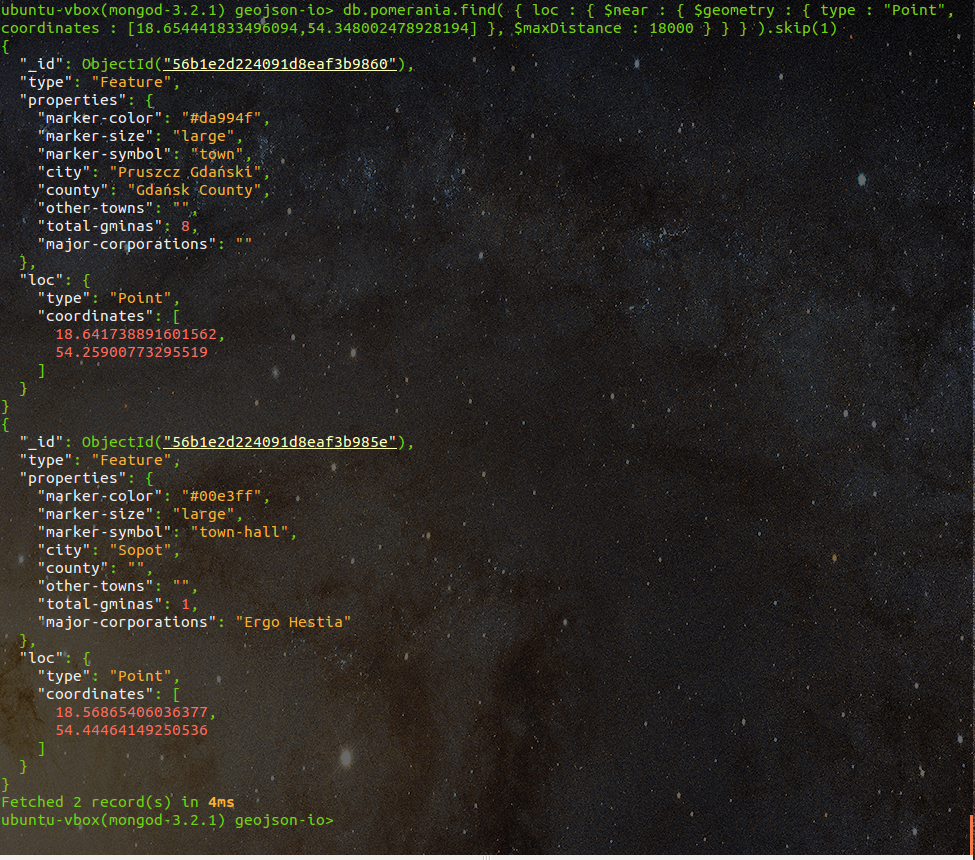 ubuntu-vbox(mongod-3.2.1) geojson-io> db.pomerania.find( { loc : { $near : { $geometry : { type : "Point",
coordinates : [18.654441833496094,54.348002478928194] }, $maxDistance : 18000 } } } ).skip(1)
{
  "_id": ObjectId("56b1e2d224091d8eaf3b9860"),
  "type": "Feature",
  "properties": {
    "marker-color": "#da994f",
    "marker-size": "large",
    "marker-symbol": "town",
    "city": "Pruszcz Gdański",
    "county": "Gdańsk County",
    "other-towns": "",
    "total-gminas": 8,
    "major-corporations": ""
  },
  "loc": {
    "type": "Point",
    "coordinates": [
      18.641738891601562,
      54.25900773295519
    ]
  }
}
{
  "_id": ObjectId("56b1e2d224091d8eaf3b985e"),
  "type": "Feature",
  "properties": {
    "marker-color": "#00e3ff",
    "marker-size": "large",
    "marker-symbol": "town-hall",
    "city": "Sopot",
    "county": "",
    "other-towns": "",
    "total-gminas": 1,
    "major-corporations": "Ergo Hestia"
  },
  "loc": {
    "type": "Point",
    "coordinates": [
      18.56865406036377,
      54.44464149250536
    ]
  }
}
Fetched 2 record(s) in 4ms
ubuntu-vbox(mongod-3.2.1) geojson-io>